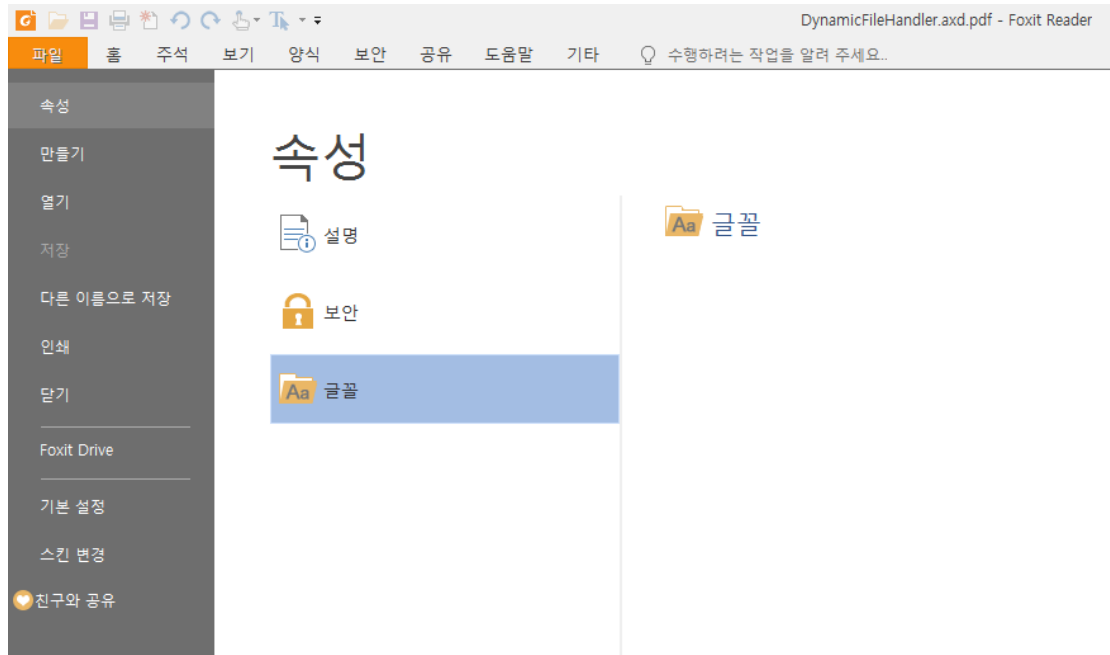 DynamicFileHandler.axd.pdf - Foxit Reader
파일 홈 주석 보기 양식 보안 공유 도움말 기타 수행하려는 작업을 알려 주세요..
속성
만들기
열기
저장
다른 이름으로 저장
인쇄
닫기
Foxit Drive
기본 설정
스킨 변경
친구와 공유
속성
설명
보안
Aa 글꼴
Aa 글꼴